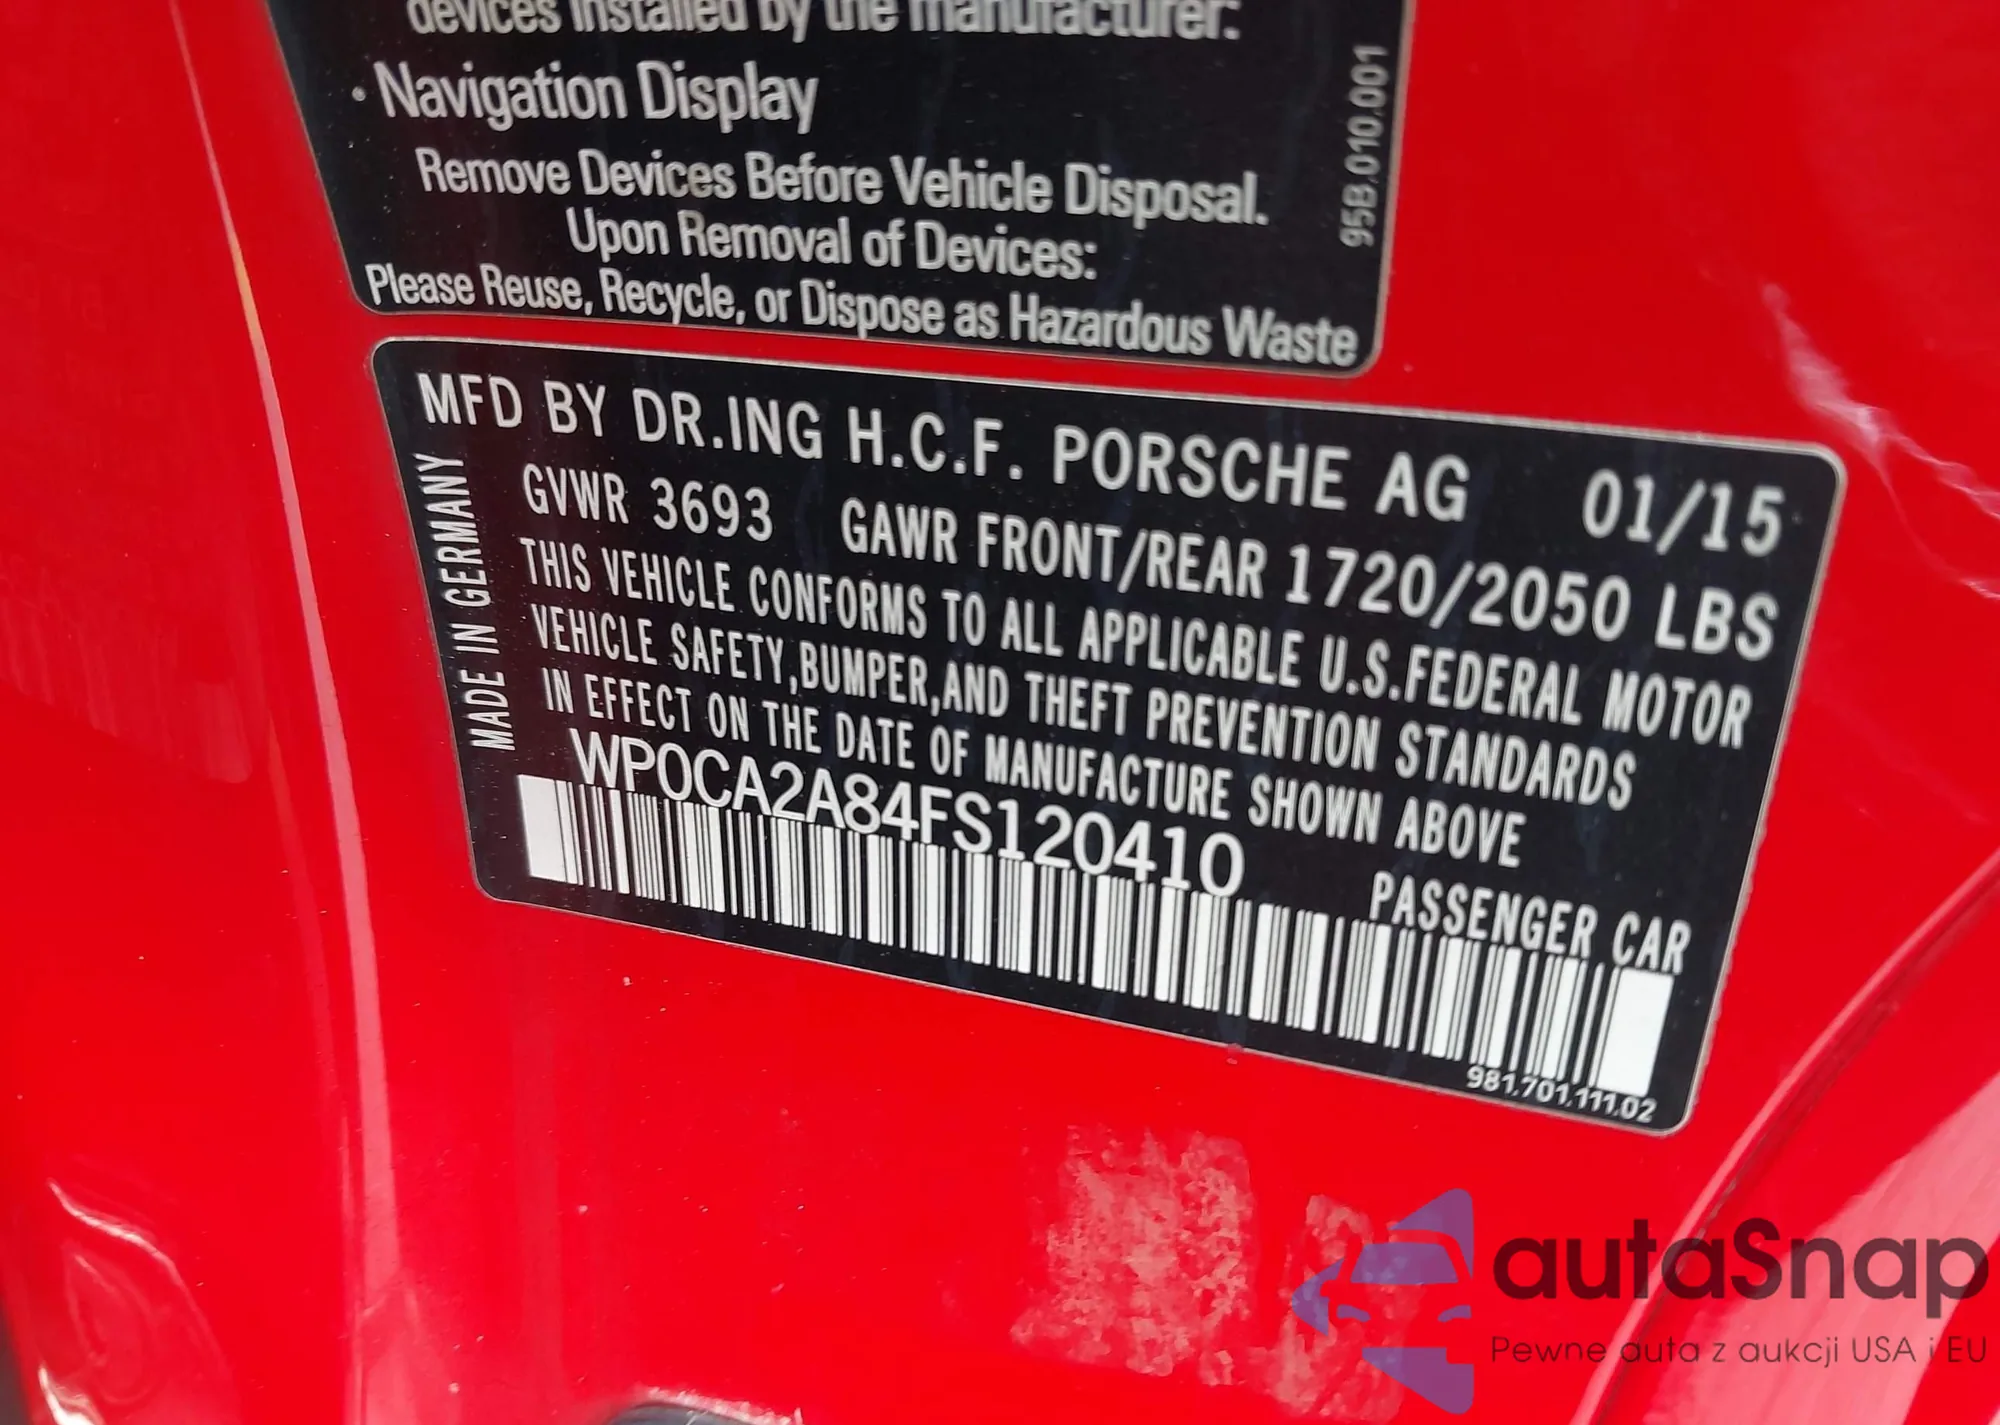 devices installed by the manufacturer:
• Navigation Display
Remove Devices Before Vehicle Disposal.
Upon Removal of Devices:
Please Reuse, Recycle, or Dispose as Hazardous Waste
95B.010.001
MFD BY DR.ING H.C.F. PORSCHE AG 01/15
GVWR 3693 GAWR FRONT/REAR 1720/2050 LBS
THIS VEHICLE CONFORMS TO ALL APPLICABLE U.S.FEDERAL MOTOR
VEHICLE SAFETY,BUMPER,AND THEFT PREVENTION STANDARDS
IN EFFECT ON THE DATE OF MANUFACTURE SHOWN ABOVE
WP0CA2A84FS120410
PASSENGER CAR
MADE IN GERMANY
981.701.111.02
autaSnap
Pewne auta z aukcji USA i EU